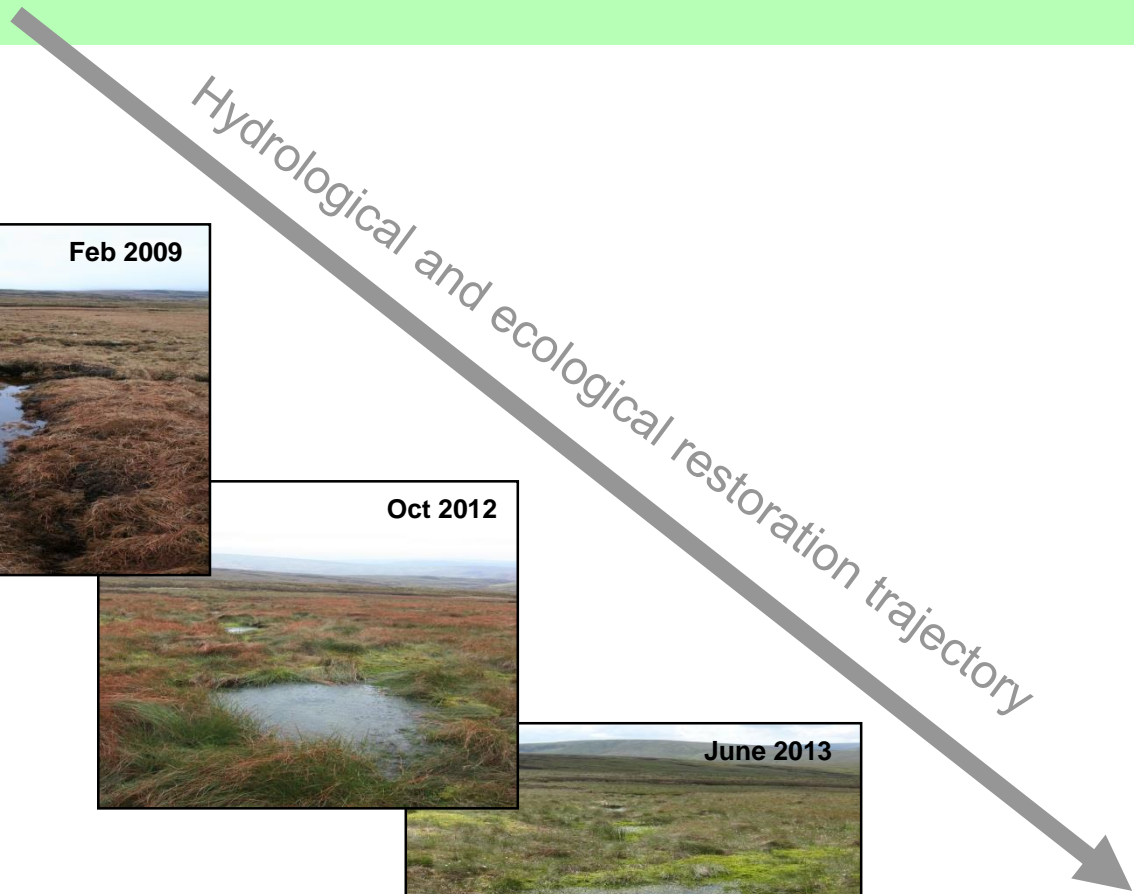 Hydrological and ecological restoration trajectory
Feb 2009
Oct 2012
June 2013